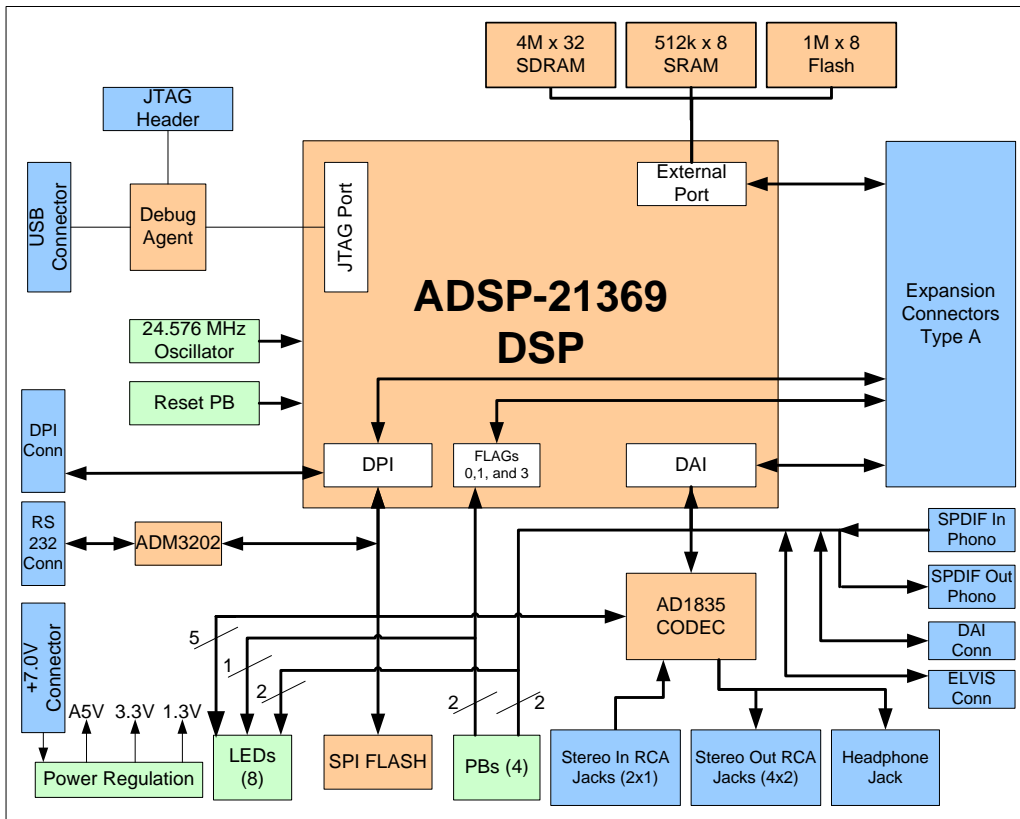 4M x 32
SDRAM
512k x 8
SRAM
1M x 8
Flash
JTAG
Header
USB
Connector
Debug
Agent
JTAG Port
External
Port
ADSP-21369
DSP
Expansion
Connectors
Type A
24.576 MHz
Oscillator
Reset PB
DPI
Conn
DPI
FLAGs
0,1, and 3
DAI
RS
232
Conn
ADM3202
SPDIF In
Phono
SPDIF Out
Phono
AD1835
CODEC
DAI
Conn
ELVIS
Conn
+7.0V
Connector
5
1
2
2
2
A5V
3.3V
1.3V
Power Regulation
LEDs
(8)
SPI FLASH
PBs (4)
Stereo In RCA
Jacks (2x1)
Stereo Out RCA
Jacks (4x2)
Headphone
Jack